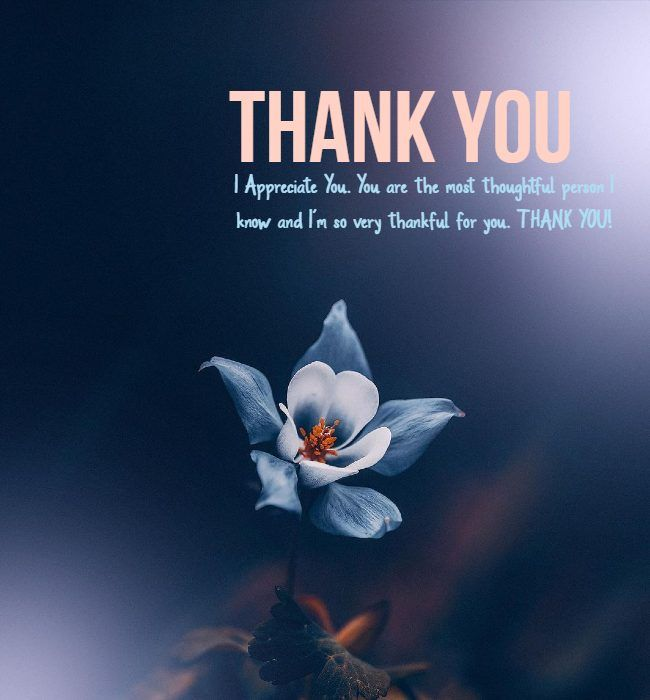 THANK YOU
I Appreciate You. You are the most thoughtful person I
know and I'm so very thankful for you. THANK YOU!